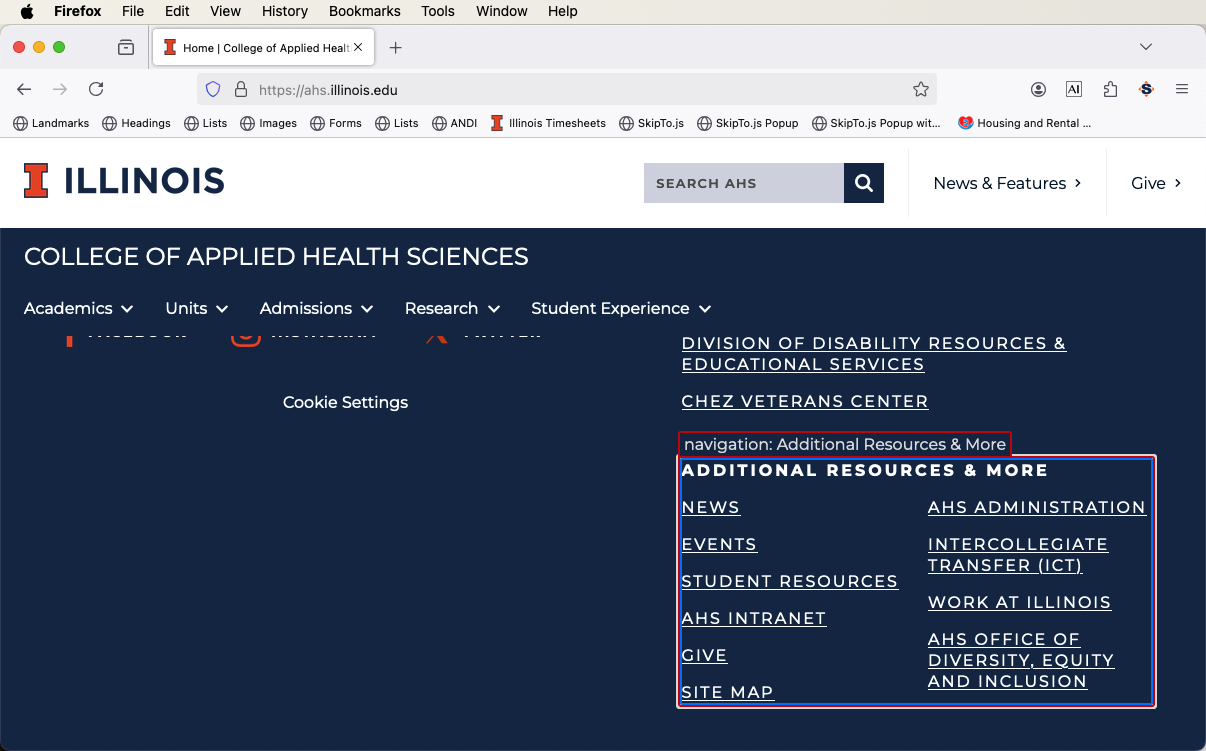 Firefox File Edit View History Bookmarks Tools Window Help
Home | College of Applied Healt
https://ahs.illinois.edu
AI S
Landmarks Headings Lists Images Forms Lists ANDI Illinois Timesheets SkipTo.js SkipTo.js Popup SkipTo.js Popup wit... Housing and Rental ...
ILLINOIS
SEARCH AHS
News & Features
Give
COLLEGE OF APPLIED HEALTH SCIENCES
Academics Units Admissions Research Student Experience
FACEBOOK INSTAGRAM TWITTER
Cookie Settings
DIVISION OF DISABILITY RESOURCES &
EDUCATIONAL SERVICES
CHEZ VETERANS CENTER
navigation: Additional Resources & More
ADDITIONAL RESOURCES & MORE
NEWS
EVENTS
STUDENT RESOURCES
AHS INTRANET
GIVE
SITE MAP
AHS ADMINISTRATION
INTERCOLLEGIATE
TRANSFER (ICT)
WORK AT ILLINOIS
AHS OFFICE OF
DIVERSITY, EQUITY
AND INCLUSION